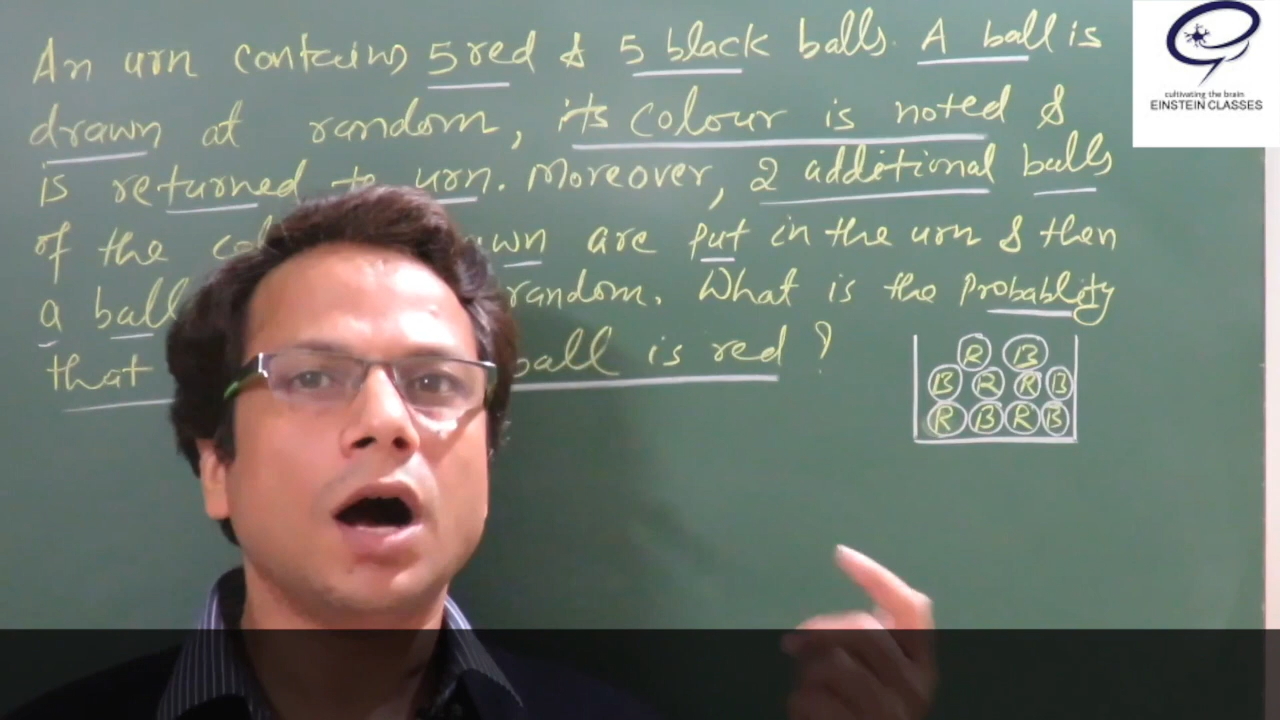 An urn contains 5 red & 5 black balls. A ball is
drawn at random, its colour is noted &
is returned to urn. Moreover, 2 additional balls
of the wn are put in the urn & then
a ball random. What is the Probablity
that ball is red ?
R B
B R R B
R B R B
cultivating the brain
EINSTEIN CLASSES